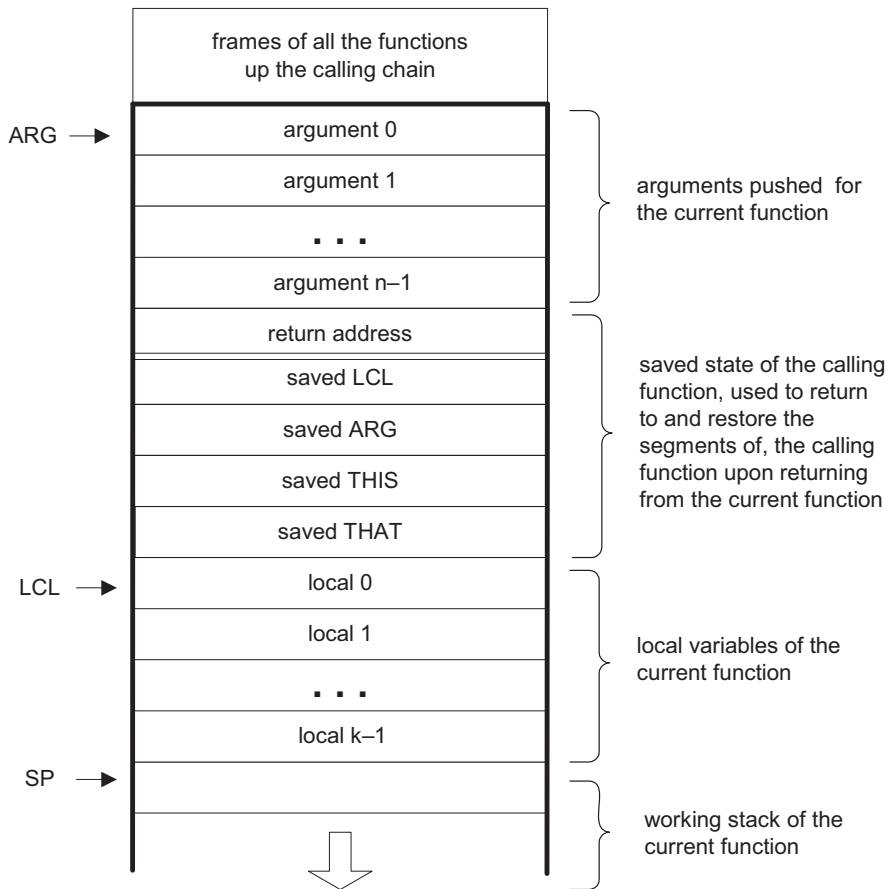 frames of all the functions
up the calling chain
ARG
argument 0
argument 1
. . .
argument n–1
arguments pushed for
the current function
return address
saved LCL
saved ARG
saved THIS
saved THAT
saved state of the calling
function, used to return
to and restore the
segments of, the calling
function upon returning
from the current function
LCL
local 0
local 1
. . .
local k–1
local variables of the
current function
SP
working stack of the
current function